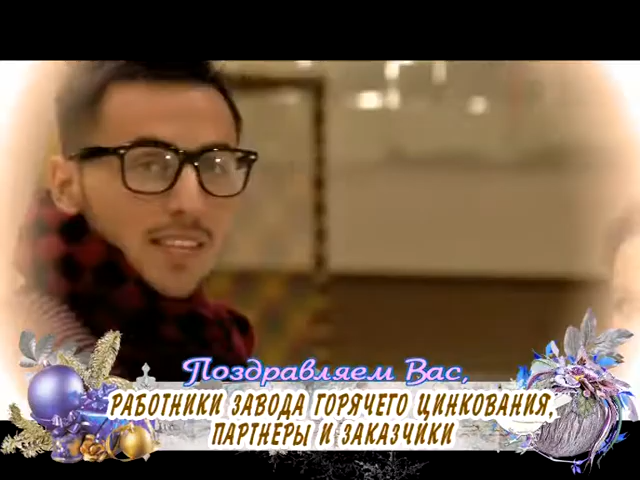 Поздравляем Вас,
РАБОТНИКИ ЗАВОДА ГОРЯЧЕГО ЦИНКОВАНИЯ,
ПАРТНЕРЫ И ЗАКАЗЧИКИ